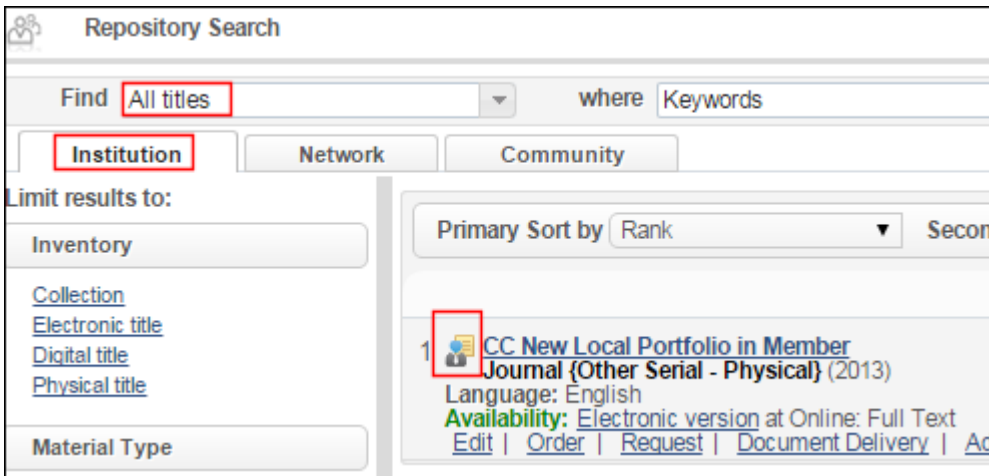 Repository Search
Find All titles where Keywords
Institution Network Community
Limit results to:
Inventory
Collection
Electronic title
Digital title
Physical title
Material Type
Primary Sort by Rank
1 CC New Local Portfolio in Member
Journal {Other Serial - Physical} (2013)
Language: English
Availability: Electronic version at Online: Full Text
Edit | Order | Request | Document Delivery |